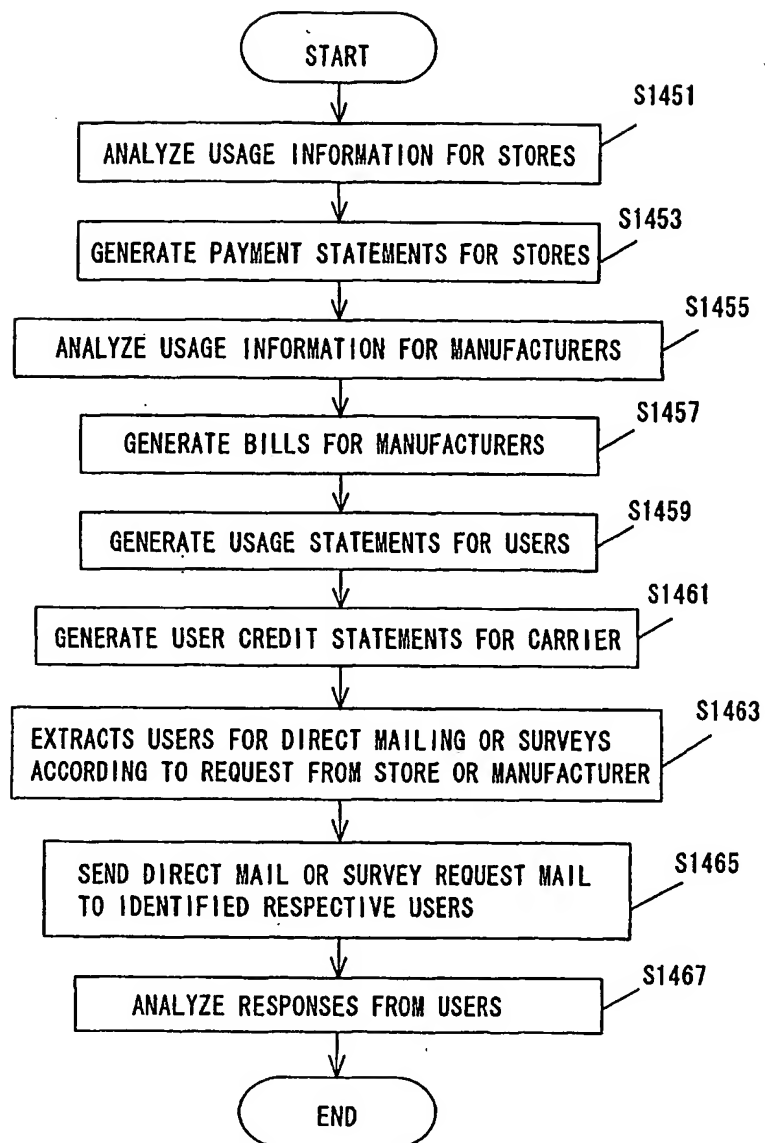 START
S1451
ANALYZE USAGE INFORMATION FOR STORES
S1453
GENERATE PAYMENT STATEMENTS FOR STORES
S1455
ANALYZE USAGE INFORMATION FOR MANUFACTURERS
S1457
GENERATE BILLS FOR MANUFACTURERS
S1459
GENERATE USAGE STATEMENTS FOR USERS
S1461
GENERATE USER CREDIT STATEMENTS FOR CARRIER
S1463
EXTRACTS USERS FOR DIRECT MAILING OR SURVEYS
ACCORDING TO REQUEST FROM STORE OR MANUFACTURER
S1465
SEND DIRECT MAIL OR SURVEY REQUEST MAIL
TO IDENTIFIED RESPECTIVE USERS
S1467
ANALYZE RESPONSES FROM USERS
END